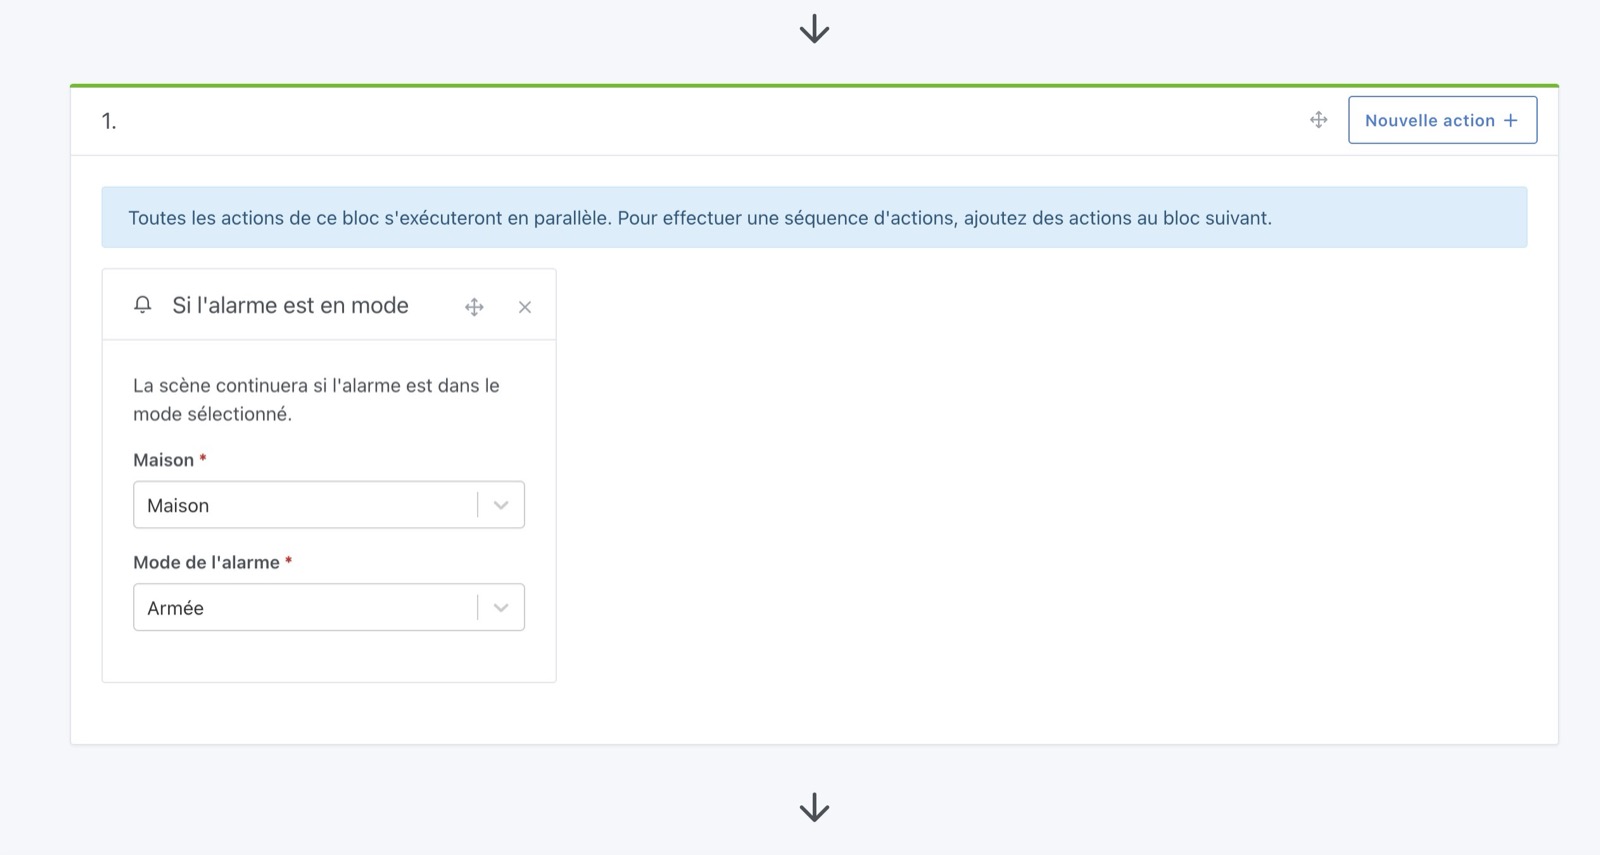 1.
Nouvelle action +
Toutes les actions de ce bloc s'exécuteront en parallèle. Pour effectuer une séquence d'actions, ajoutez des actions au bloc suivant.
Si l'alarme est en mode
La scène continuera si l'alarme est dans le
mode sélectionné.
Maison *
Maison
Mode de l'alarme *
Armée